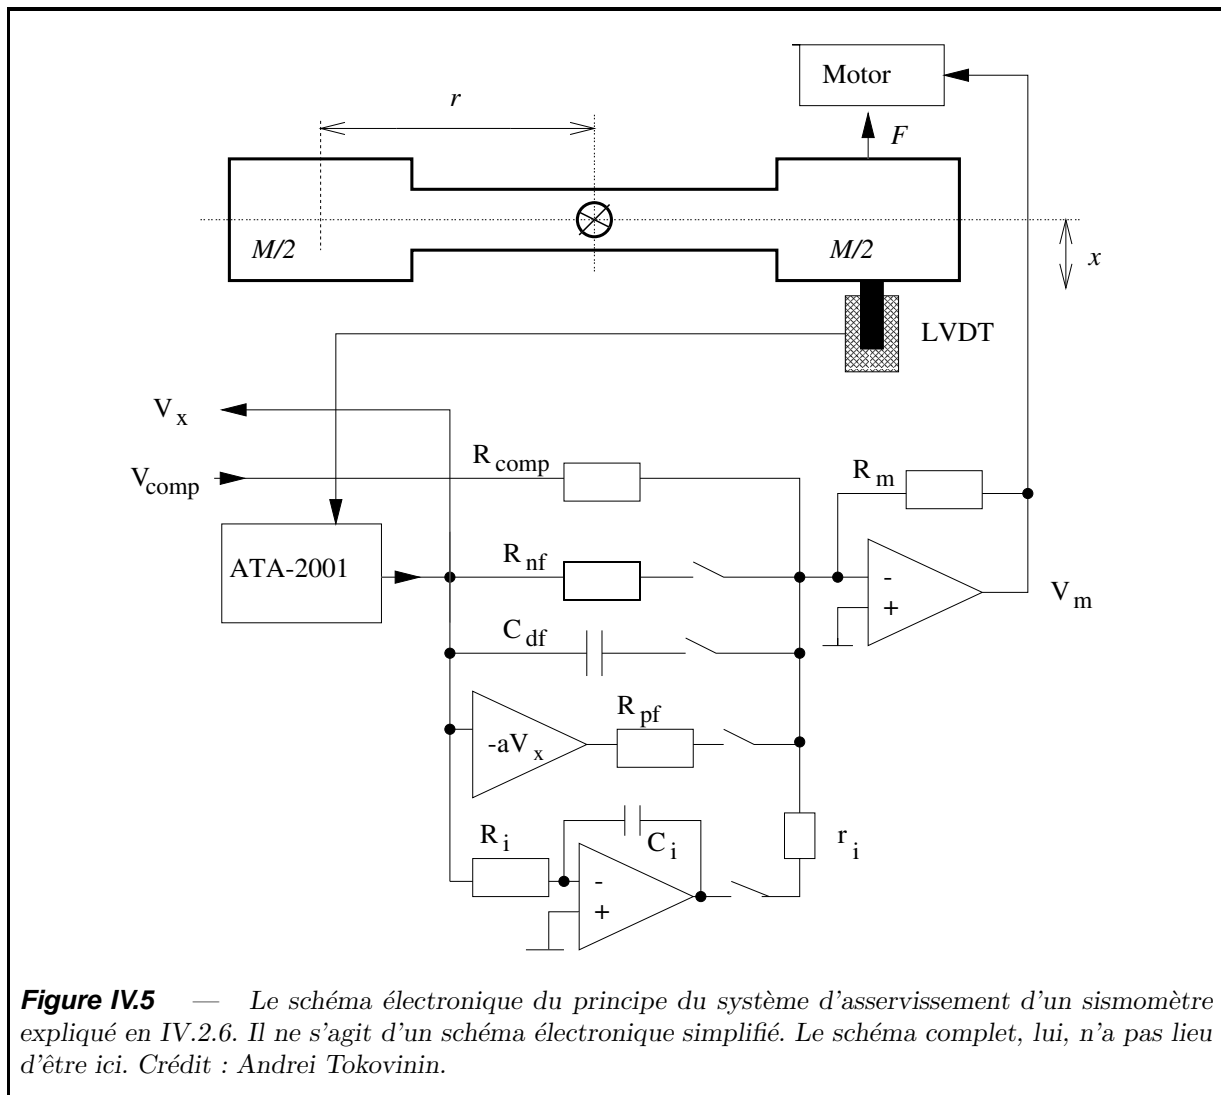 Motor
r
F
M/2
M/2
x
LVDT
V x
R comp
V comp
R m
ATA-2001
R nf
-
+
V m
C df
R pf
-aV x
R i
C i
r i
-
+
Figure IV.5 — Le schéma électronique du principe du système d'asservissement d'un sismomètre
expliqué en IV.2.6. Il ne s'agit d'un schéma électronique simplifié. Le schéma complet, lui, n'a pas lieu
d'être ici. Crédit : Andrei Tokovinin.